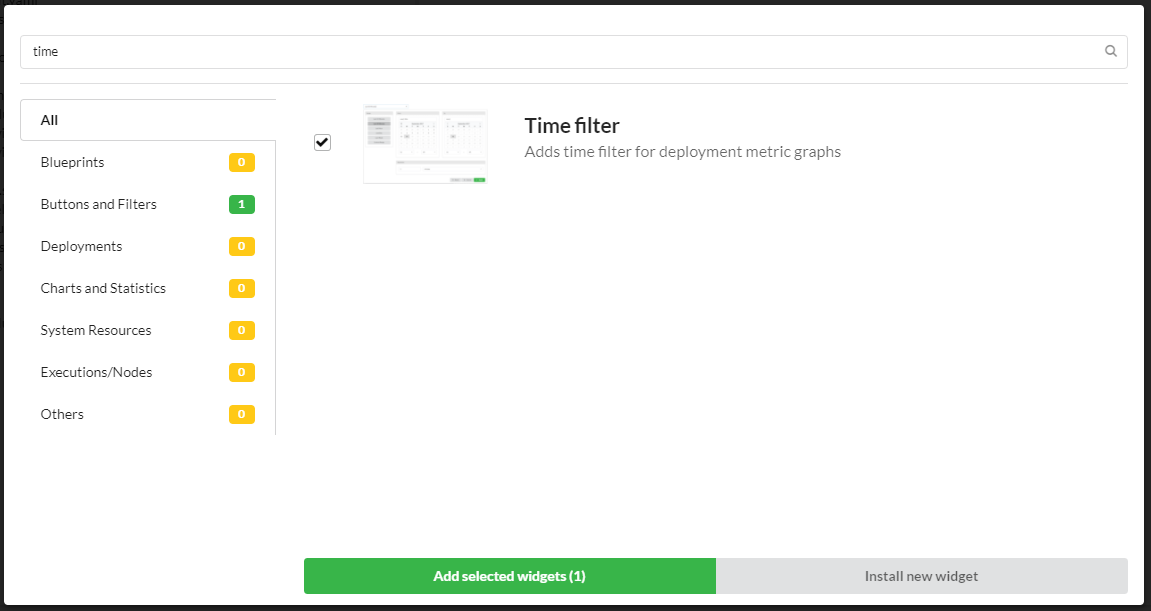 time
All
Blueprints 0
Buttons and Filters 1
Deployments 0
Charts and Statistics 0
System Resources 0
Executions/Nodes 0
Others 0
Time filter
Adds time filter for deployment metric graphs
Add selected widgets (1)
Install new widget